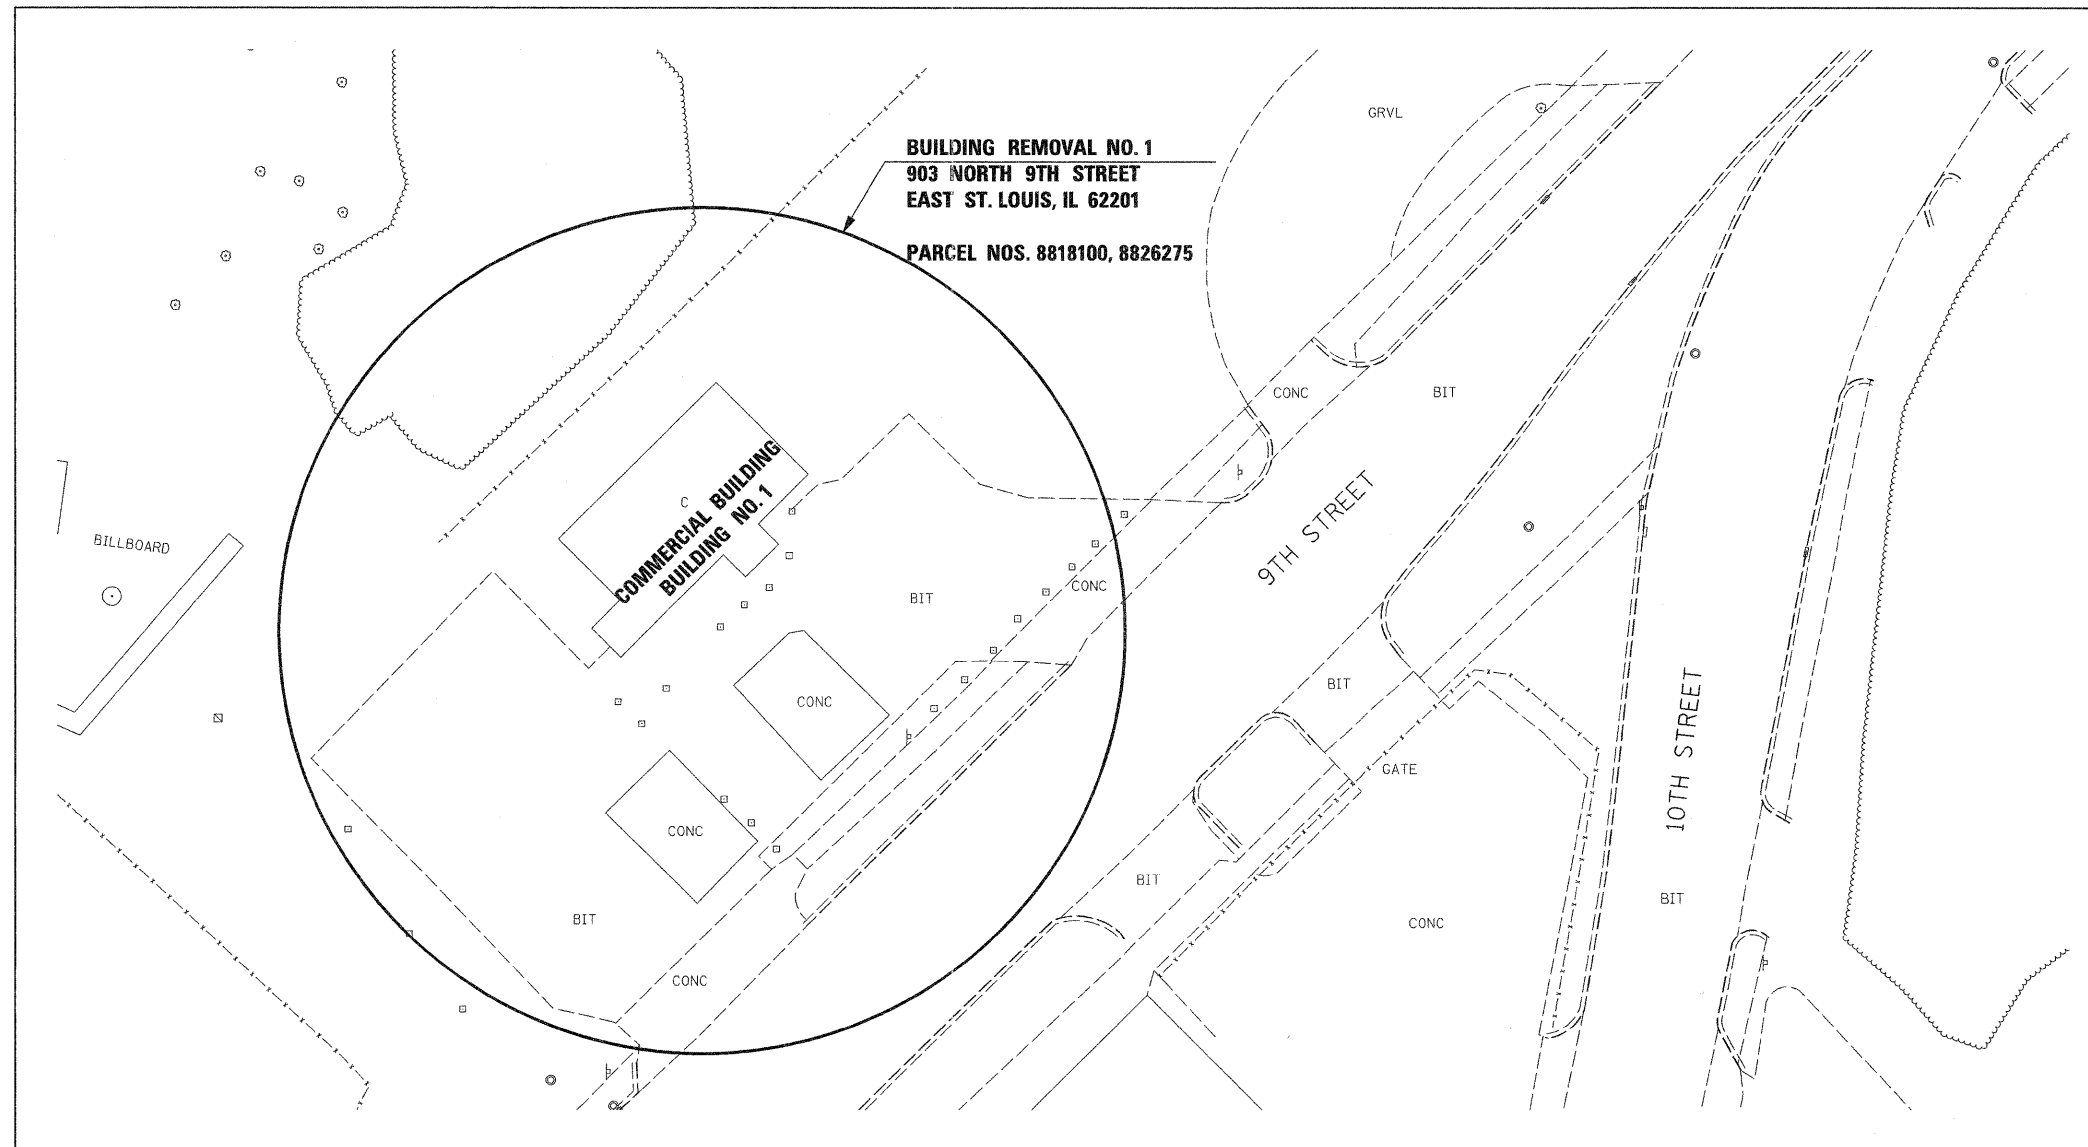 BUILDING REMOVAL NO. 1
903 NORTH 9TH STREET
EAST ST. LOUIS, IL 62201
PARCEL NOS. 8818100, 8826275
GRVL
CONC
BIT
C
COMMERCIAL BUILDING
BUILDING NO. 1
9TH STREET
BILLBOARD
BIT
CONC
BIT
CONC
10TH STREET
GATE
CONC
BIT
BIT
BIT
CONC
CONC